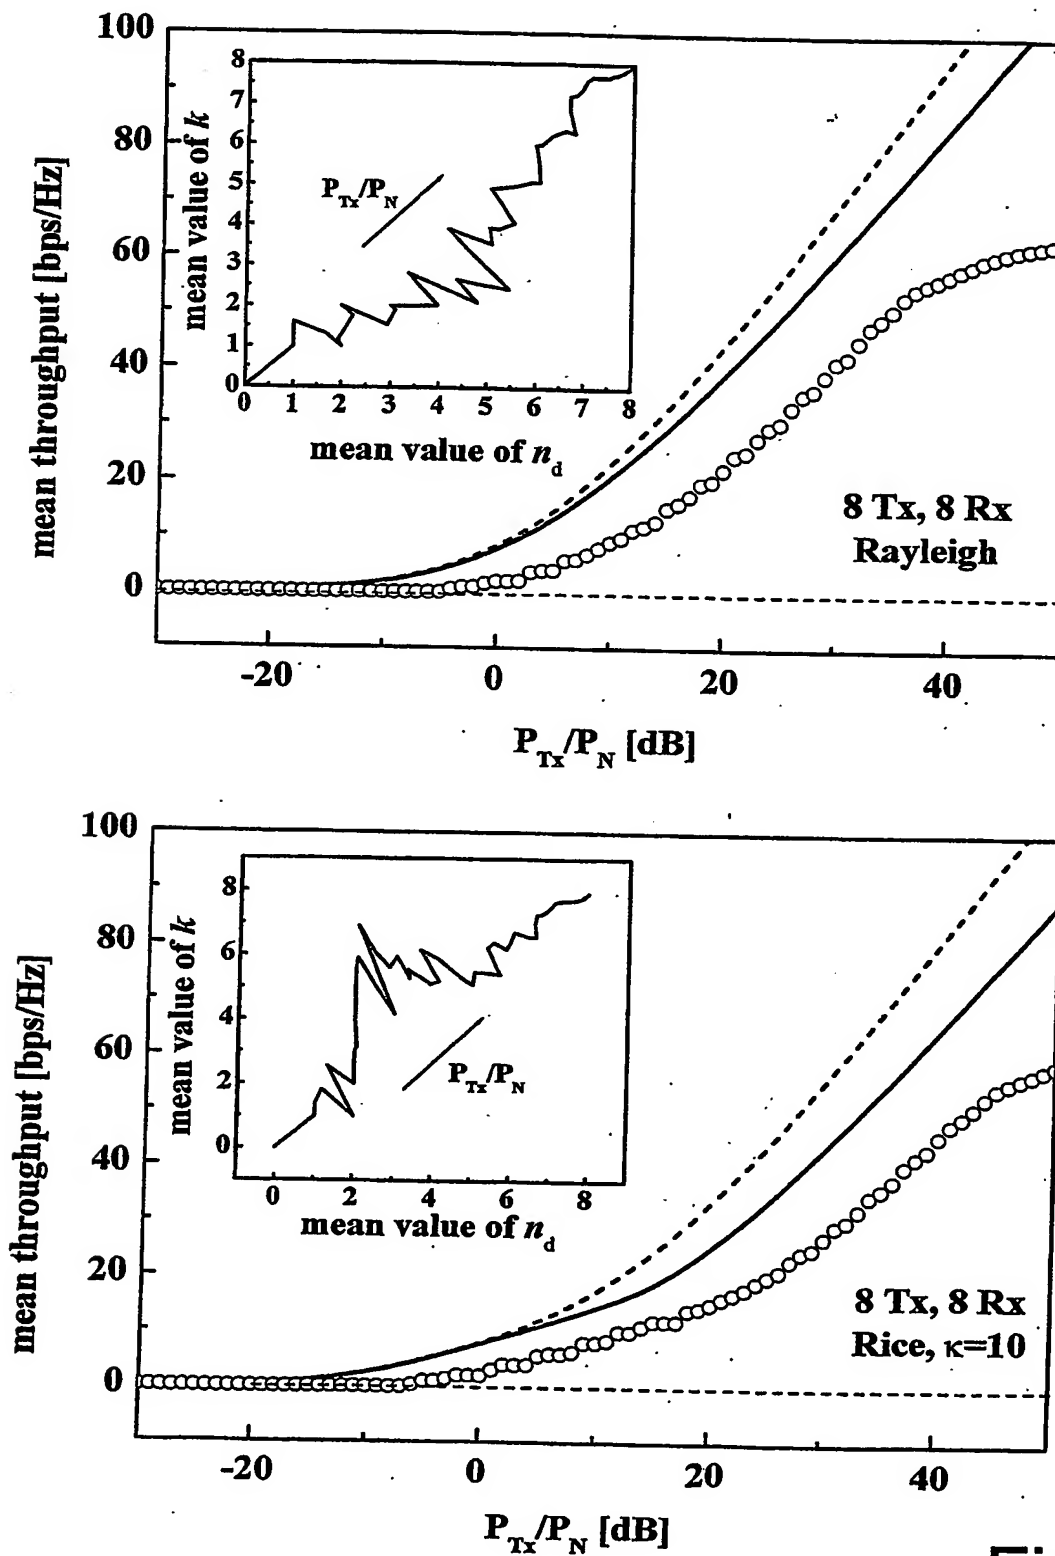 100
80
60
40
20
0
mean throughput [bps/Hz]
8
7
6
5
4
3
2
1
0
mean value of k
P_Tx/P_N
0 1 2 3 4 5 6 7 8
mean value of n_d
8 Tx, 8 Rx
Rayleigh
-20 0 20 40
P_Tx/P_N [dB]
100
80
60
40
20
0
mean throughput [bps/Hz]
8
6
4
2
0
mean value of k
P_Tx/P_N
0 2 4 6 8
mean value of n_d
8 Tx, 8 Rx
Rice, κ=10
-20 0 20 40
P_Tx/P_N [dB]